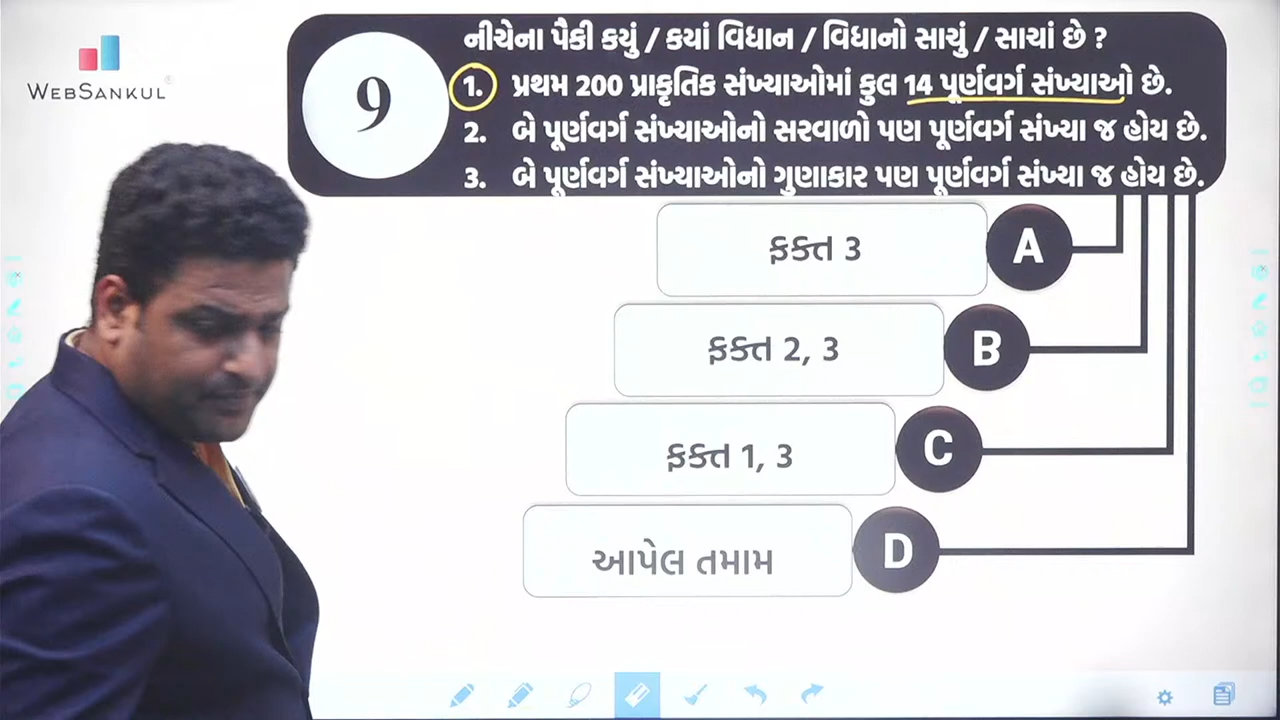 WEBSANKUL
9
નીચેના પૈકી કયું / કયાં વિધાન / વિધાનો સાચું / સાચાં છે ?
1. પ્રથમ 200 પ્રાકૃતિક સંખ્યાઓમાં કુલ 14 પૂર્ણવર્ગ સંખ્યાઓ છે.
2. બે પૂર્ણવર્ગ સંખ્યાઓનો સરવાળો પણ પૂર્ણવર્ગ સંખ્યા જ હોય છે.
3. બે પૂર્ણવર્ગ સંખ્યાઓનો ગુણાકાર પણ પૂર્ણવર્ગ સંખ્યા જ હોય છે.
ફક્ત 3 A
ફક્ત 2, 3 B
ફક્ત 1, 3 C
આપેલ તમામ D